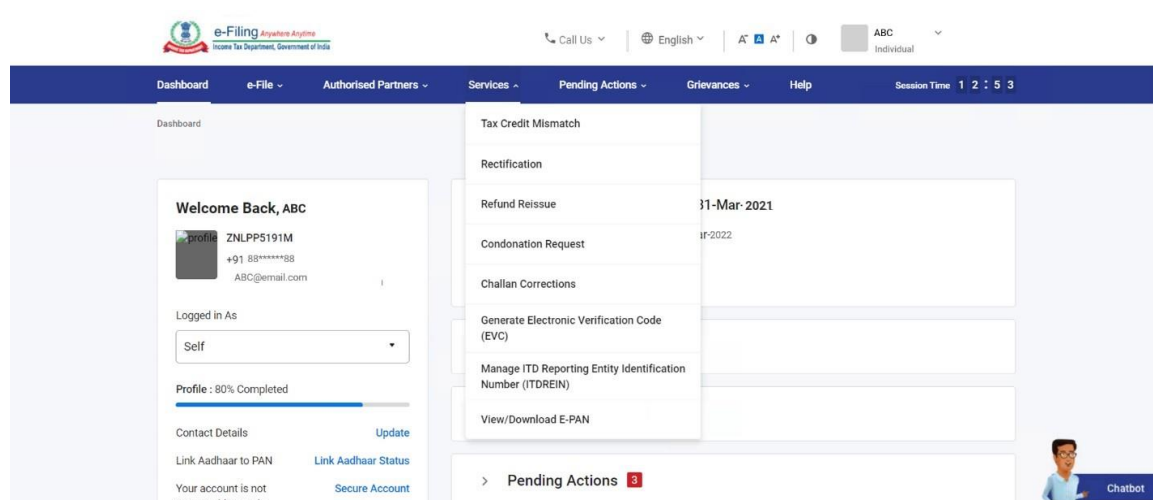 e-Filing Anywhere Anytime
Income Tax Department, Government of India
Call Us
English
A- A A+
ABC
Individual
Dashboard e-File Authorised Partners Services Pending Actions Grievances Help Session Time 1 2 : 5 3
Dashboard
Tax Credit Mismatch
Rectification
Refund Reissue
Condonation Request
Challan Corrections
Generate Electronic Verification Code
(EVC)
Manage ITD Reporting Entity Identification
Number (ITDREIN)
View/Download E-PAN
Welcome Back, ABC
profile
ZNLPP5191M
+91 88******88
ABC@email.com
Logged in As
Self
Profile : 80% Completed
Contact Details Update
Link Aadhaar to PAN Link Aadhaar Status
Your account is not Secure Account
31-Mar-2021
ar-2022
Pending Actions 3
Chatbot